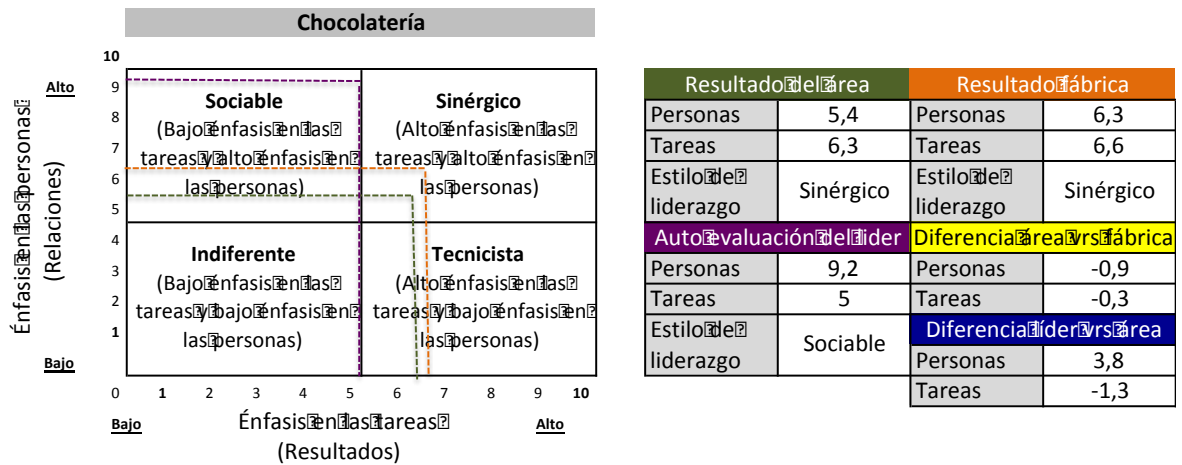 Chocolatería
10
Alto
9
8
7
6
5
4
3
2
1
Bajo
Énfasis en las personas
(Relaciones)
Sociable
(Bajo énfasis en las
tareas y alto énfasis en
las personas)
Sinérgico
(Alto énfasis en las
tareas y alto énfasis en
las personas)
Indiferente
(Bajo énfasis en las
tareas y bajo énfasis en
las personas)
Tecnicista
(Alto énfasis en las
tareas y bajo énfasis en
las personas)
0 1 2 3 4 5 6 7 8 9 10
Bajo Énfasis en las tareas Alto
(Resultados)
Resultado del área Resultado fábrica
Personas 5,4 Personas 6,3
Tareas 6,3 Tareas 6,6
Estilo de
liderazgo Sinérgico Estilo de
liderazgo Sinérgico
Auto evaluación del lider Diferencia área vrs fábrica
Personas 9,2 Personas -0,9
Tareas 5 Tareas -0,3
Estilo de
liderazgo Sociable Diferencia líder vrs área
Personas 3,8
Tareas -1,3